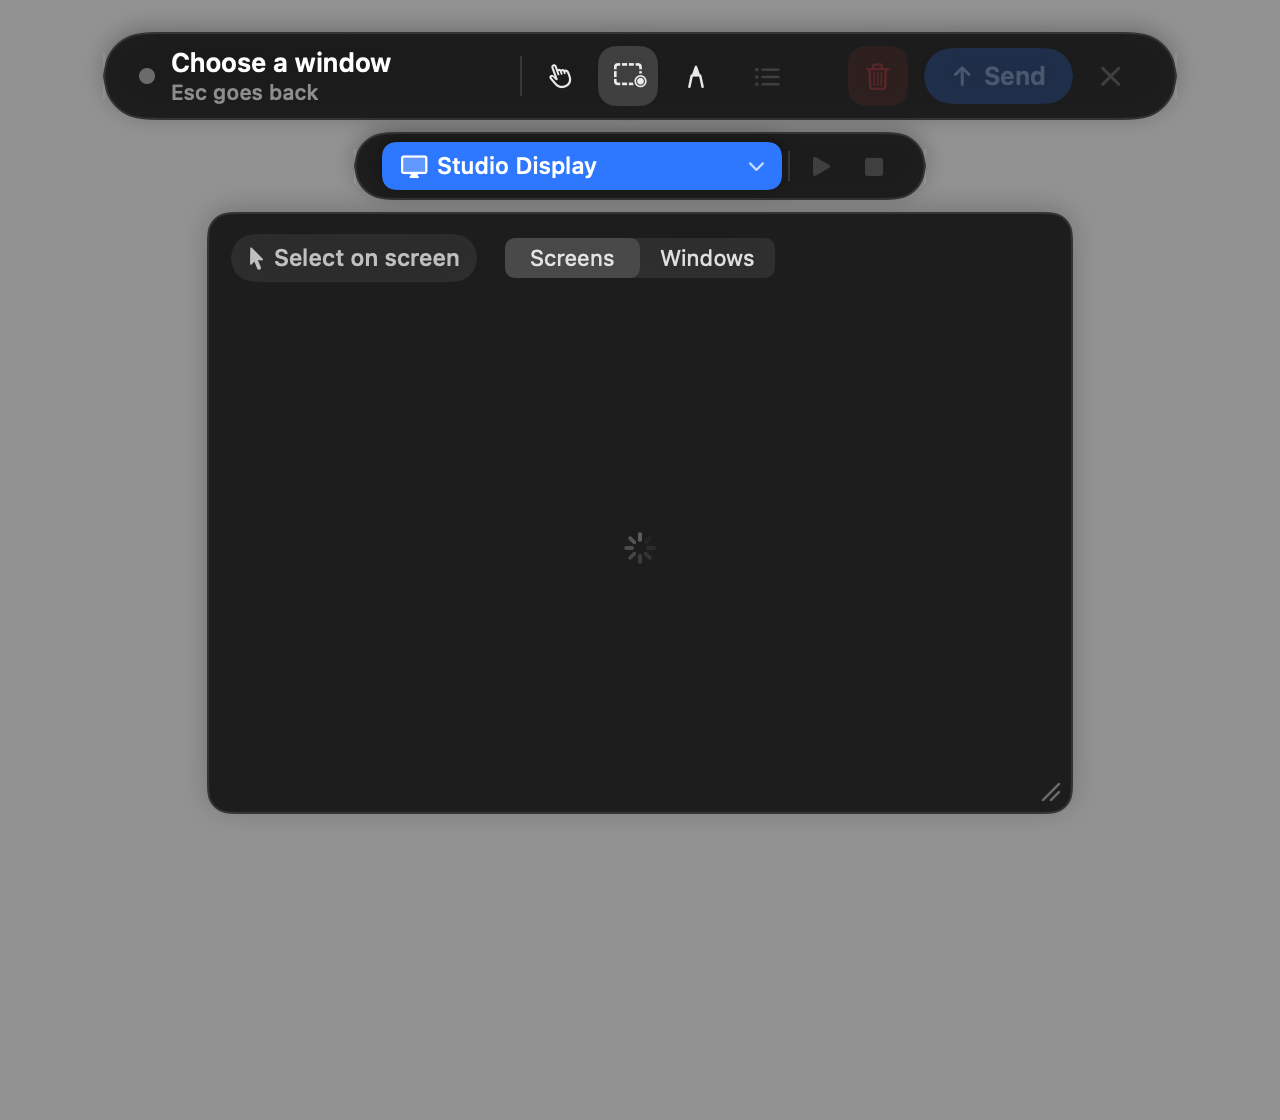 Choose a window
Esc goes back
Send
Studio Display
Select on screen
Screens
Windows